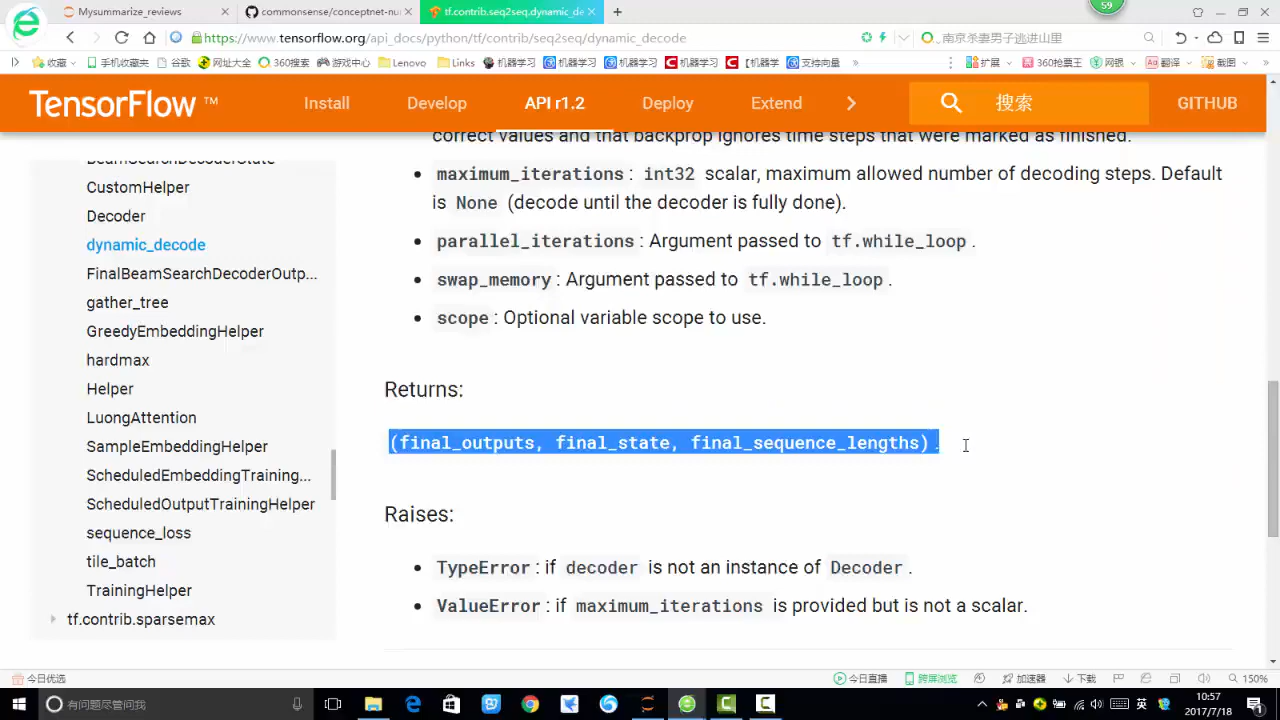 Mysummarize_reviews
commonsense/conceptnet-nu
tf.contrib.seq2seq.dynamic_de
59
https://www.tensorflow.org/api_docs/python/tf/contrib/seq2seq/dynamic_decode
南京杀妻男子逃进山里
收藏 手机收藏夹 谷歌 网址大全 360搜索 游戏中心 Lenovo Links 机器学习 机器学习 机器学习 机器学习 【机器学 支持向量 » 扩展 360抢票王 网银 翻译 截图 »
TensorFlow ™
Install Develop API r1.2 Deploy Extend 搜索 GITHUB
BeamSearchDecoderState
CustomHelper
Decoder
dynamic_decode
FinalBeamSearchDecoderOutp...
gather_tree
GreedyEmbeddingHelper
hardmax
Helper
LuongAttention
SampleEmbeddingHelper
ScheduledEmbeddingTraining...
ScheduledOutputTrainingHelper
sequence_loss
tile_batch
TrainingHelper
tf.contrib.sparsemax
correct values and that backprop ignores time steps that were marked as finished.
maximum_iterations : int32 scalar, maximum allowed number of decoding steps. Default
is None (decode until the decoder is fully done).
parallel_iterations : Argument passed to tf.while_loop .
swap_memory : Argument passed to tf.while_loop .
scope : Optional variable scope to use.
Returns:
(final_outputs, final_state, final_sequence_lengths) .
Raises:
TypeError : if decoder is not an instance of Decoder .
ValueError : if maximum_iterations is provided but is not a scalar.
今日优选
今日直播 跨屏浏览 加速器 下载 150%
有问题尽管问我
英
10:57
2017/7/18